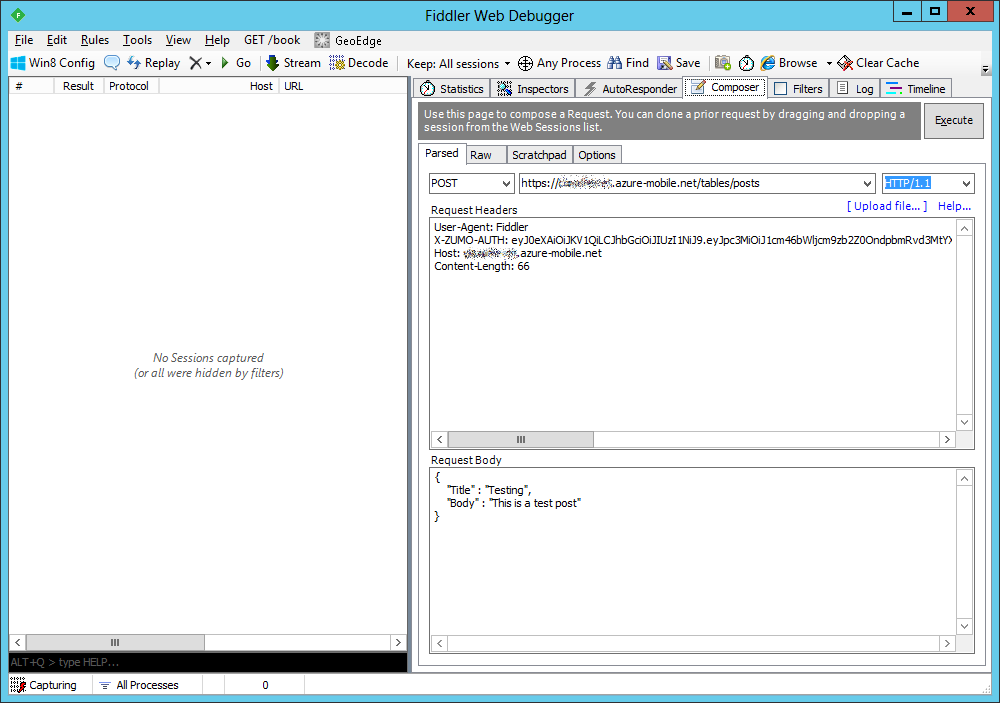 Fiddler Web Debugger
File Edit Rules Tools View Help GET /book GeoEdge
Win8 Config Replay Go Stream Decode Keep: All sessions Any Process Find Save Browse Clear Cache
# Result Protocol Host URL
Statistics Inspectors AutoResponder Composer Filters Log Timeline
Use this page to compose a Request. You can clone a prior request by dragging and dropping a
session from the Web Sessions list.
Execute
Parsed Raw Scratchpad Options
POST https:// .azure-mobile.net/tables/posts HTTP/1.1
[ Upload file... ] Help...
Request Headers
User-Agent: Fiddler
X-ZUMO-AUTH: eyJ0eXAiOiJKV1QiLCJhbGciOiJIUzI1NiJ9.eyJpc3MiOiJ1cm46bWljcm9zb2Z0OndpbmRvd3MtYX
Host: .azure-mobile.net
Content-Length: 66
No Sessions captured
(or all were hidden by filters)
Request Body
{
"Title" : "Testing",
"Body" : "This is a test post"
}
ALT+Q > type HELP...
Capturing All Processes 0